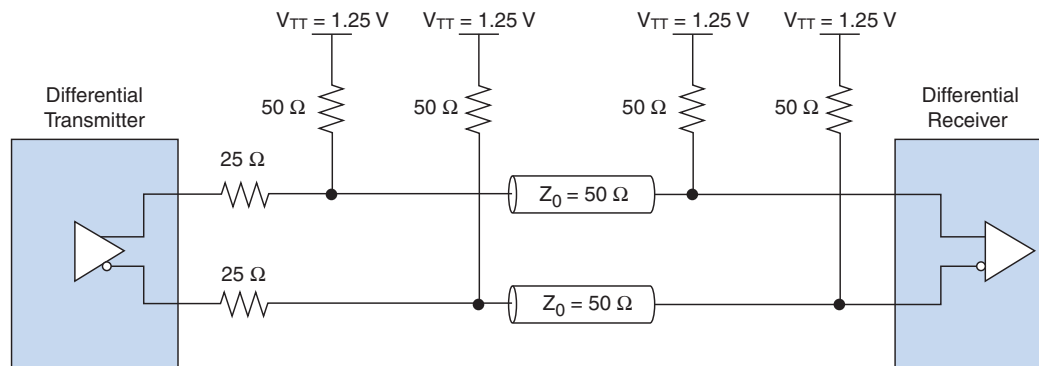 V_TT = 1.25 V V_TT = 1.25 V V_TT = 1.25 V V_TT = 1.25 V
50 Ω 50 Ω 50 Ω 50 Ω
Differential
Transmitter
Differential
Receiver
25 Ω
Z_0 = 50 Ω
25 Ω
Z_0 = 50 Ω